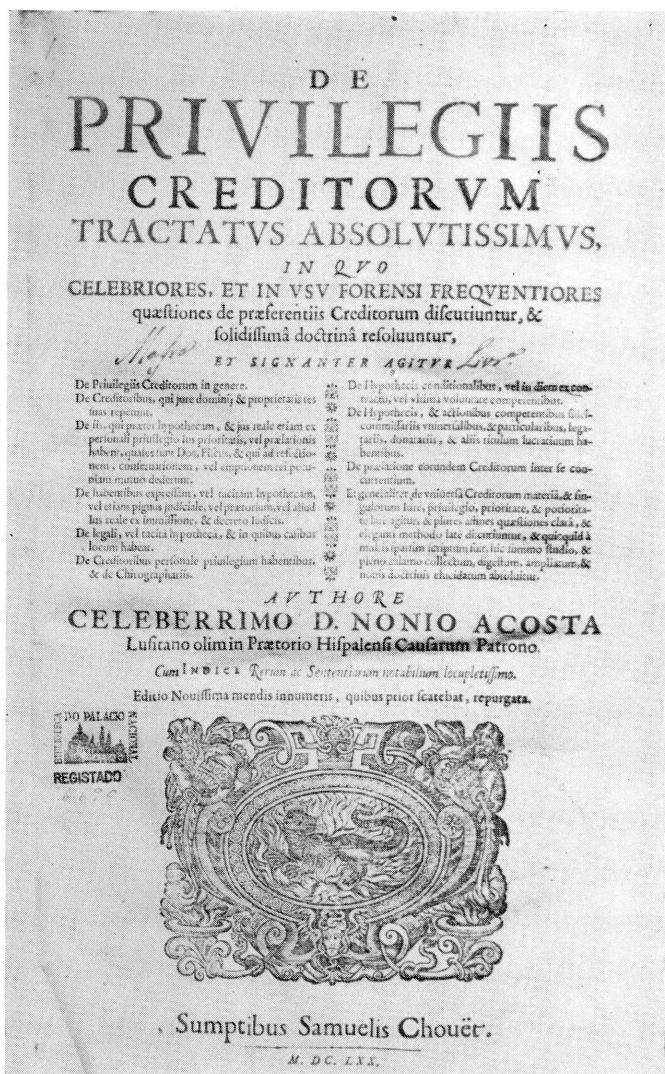 DE
PRIVILEGIIS
CREDITORVM
TRACTATVS ABSOLVTISSIMVS,
IN QVO
CELEBRIORES, ET IN VSV FORENSI FREQVENTIORES
quæstiones de præferentiis Creditorum discutiuntur, &
solidissimâ doctrinâ resoluuntur,
ET SIGNANTER AGITVR
De Priuilegiis Creditorum in genere.
De Creditoribus, qui jure dominij & proprietatis res
suas repetunt.
De iis, qui præter hypothecam, & jus reale etiam ex
personali priuilegio ius prioritatis, vel prælationis
habent, quales sunt Dos, Fiscus, & qui ad refectio-
nem, conseruationem, vel emptionem rei pecu-
niam mutuo dederunt.
De habentibus expressam, vel tacitam hypothecam,
vel etiam pignus judiciale, vel prætorium, vel aliud
Ius reale ex immissione, & decreto Iudicis.
De legali, vel tacita hypotheca, & in quibus casibus
locum habeat.
De Creditoribus personale priuilegium habentibus,
& de Chirographariis.
De Hypothecis conditionalibus, vel in diem ex con-
tractu, vel vltima voluntate competentibus.
De Hypothecis, & actionibus competentibus fidei-
commissariis vniuersalibus, & particularibus, lega-
tariis, donatariis, & aliis titulum lucratiuum ha-
bentibus.
De prælatione eorundem Creditorum inter se con-
currentium.
Et generaliter de vniuersa Creditorum materiâ, & sin-
gulorum Iure, priuilegio, prioritate, & poriorita-
te late agitur, & plures affines quæstiones clarâ, &
eleganti methodo latè discutiuntur, & quicquid à
multis sparsim scriptum fuit, hic summo studio, &
pleno calamo collectum, digestum, ampliatum, &
nouis doctrinis elucidatum absoluitur.
AVTHORE
CELEBERRIMO D. NONIO ACOSTA
Lusitano olim in Prætorio Hispalensi Causarum Patrono.
Cum INDICE Rerum ac Sententiarum notabilium locupletissimo.
Editio Nouissima mendis innumeris, quibus prior scatebat, repurgata.
DO PALACIO
REGISTADO
Sumptibus Samuelis Chouët.
M. DC. LXX.